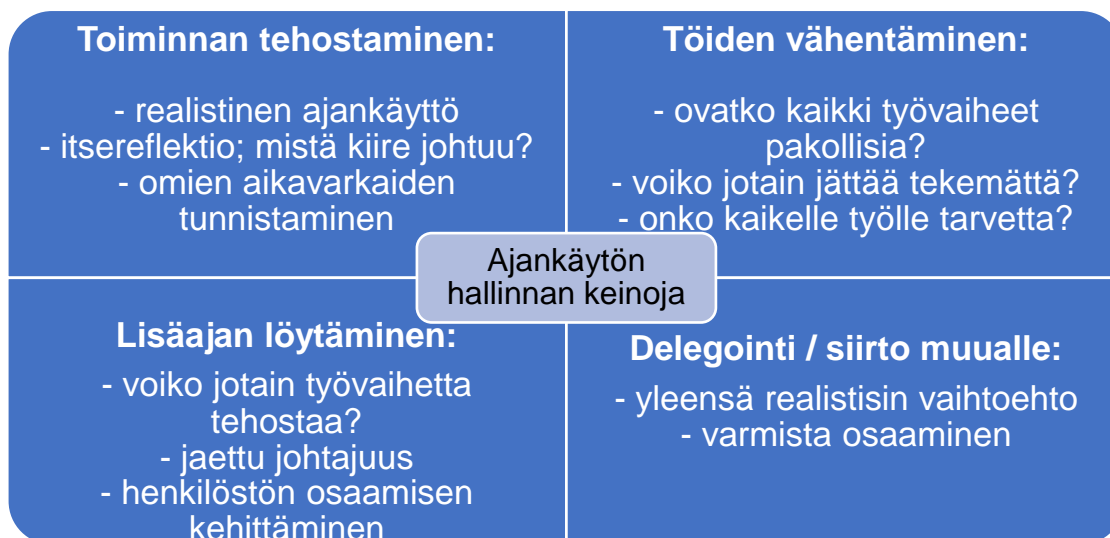 Toiminnan tehostaminen:
- realistinen ajankäyttö
- itsereflektio; mistä kiire johtuu?
- omien aikavarkaiden
tunnistaminen
Töiden vähentäminen:
- ovatko kaikki työvaiheet
pakollisia?
- voiko jotain jättää tekemättä?
- onko kaikelle työlle tarvetta?
Ajankäytön
hallinnan keinoja
Lisäajan löytäminen:
- voiko jotain työvaihetta
tehostaa?
- jaettu johtajuus
- henkilöstön osaamisen
kehittäminen
Delegointi / siirto muualle:
- yleensä realistisin vaihtoehto
- varmista osaaminen